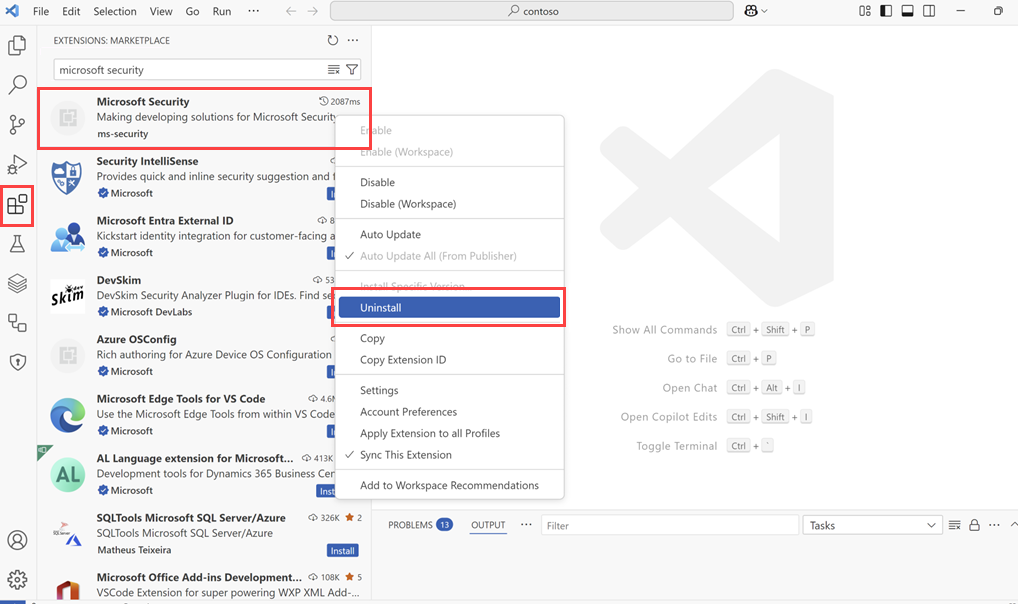 File Edit Selection View Go Run ··· contoso
EXTENSIONS: MARKETPLACE
microsoft security
Microsoft Security 2087ms
Making developing solutions for Microsoft Security
ms-security
Security IntelliSense
Provides quick and inline security suggestion and f
Microsoft
Microsoft Entra External ID 8
Kickstart identity integration for customer-facing a
Microsoft
DevSkim 53
DevSkim Security Analyzer Plugin for IDEs. Find se
Microsoft DevLabs
Azure OSConfig
Rich authoring for Azure Device OS Configuration
Microsoft
Microsoft Edge Tools for VS Code 4.6M
Use the Microsoft Edge Tools from within VS Code
Microsoft
AL Language extension for Microsoft... 413K
Development tools for Dynamics 365 Business Cen
Microsoft Inst
SQLTools Microsoft SQL Server/Azure 326K 2
SQLTools Microsoft SQL Server/Azure
Matheus Teixeira Install
Microsoft Office Add-ins Development... 108K 5
VSCode Extension for super powering WXP XML Add-...
AL
Skim
Enable
Enable (Workspace)
Disable
Disable (Workspace)
Auto Update
Auto Update All (From Publisher)
Install Specific Version
Uninstall
Copy
Copy Extension ID
Settings
Account Preferences
Apply Extension to all Profiles
Sync This Extension
Add to Workspace Recommendations
Show All Commands Ctrl + Shift + P
Go to File Ctrl + P
Open Chat Ctrl + Alt + I
Open Copilot Edits Ctrl + Shift + I
Toggle Terminal Ctrl + `
PROBLEMS 13 OUTPUT ··· Filter Tasks ···